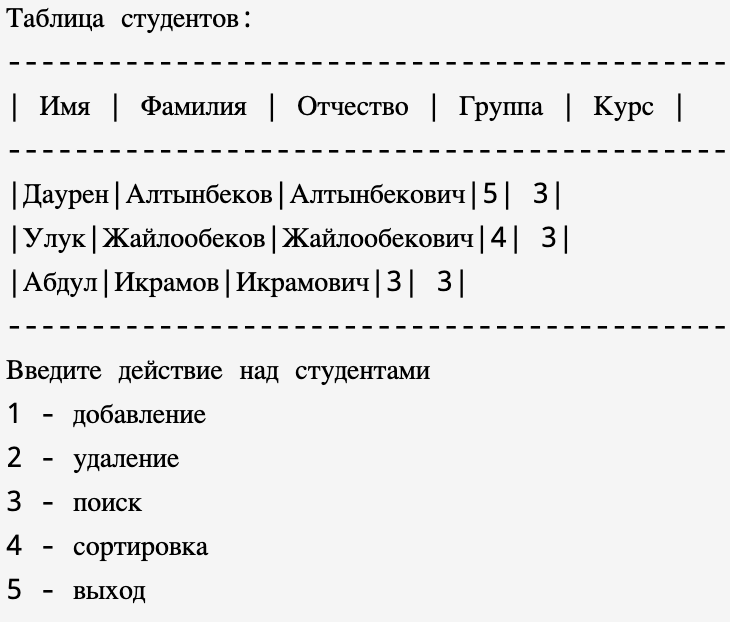 Таблица студентов:
-------------------------------------------
| Имя | Фамилия | Отчество | Группа | Курс |
-------------------------------------------
|Даурен|Алтынбеков|Алтынбекович|5| 3|
|Улук|Жайлообеков|Жайлообекович|4| 3|
|Абдул|Икрамов|Икрамович|3| 3|
-------------------------------------------
Введите действие над студентами
1 - добавление
2 - удаление
3 - поиск
4 - сортировка
5 - выход